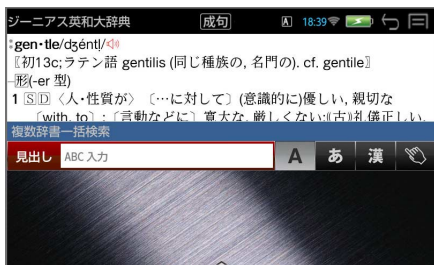 ジーニアス英和大辞典 成句 A 18:39
gen・tle/dʒéntl/
〖初13c;ラテン語 gentilis (同じ種族の, 名門の). cf. gentile〗
─形(-er 型)
1 S D 〈人・性質が〉〔…に対して〕(意識的に)優しい, 親切な
〔with, to〕;〔言動などに〕寛大な, 厳しくない;《古》礼儀正しい.
複数辞書一括検索
見出し ABC 入力 A あ 漢